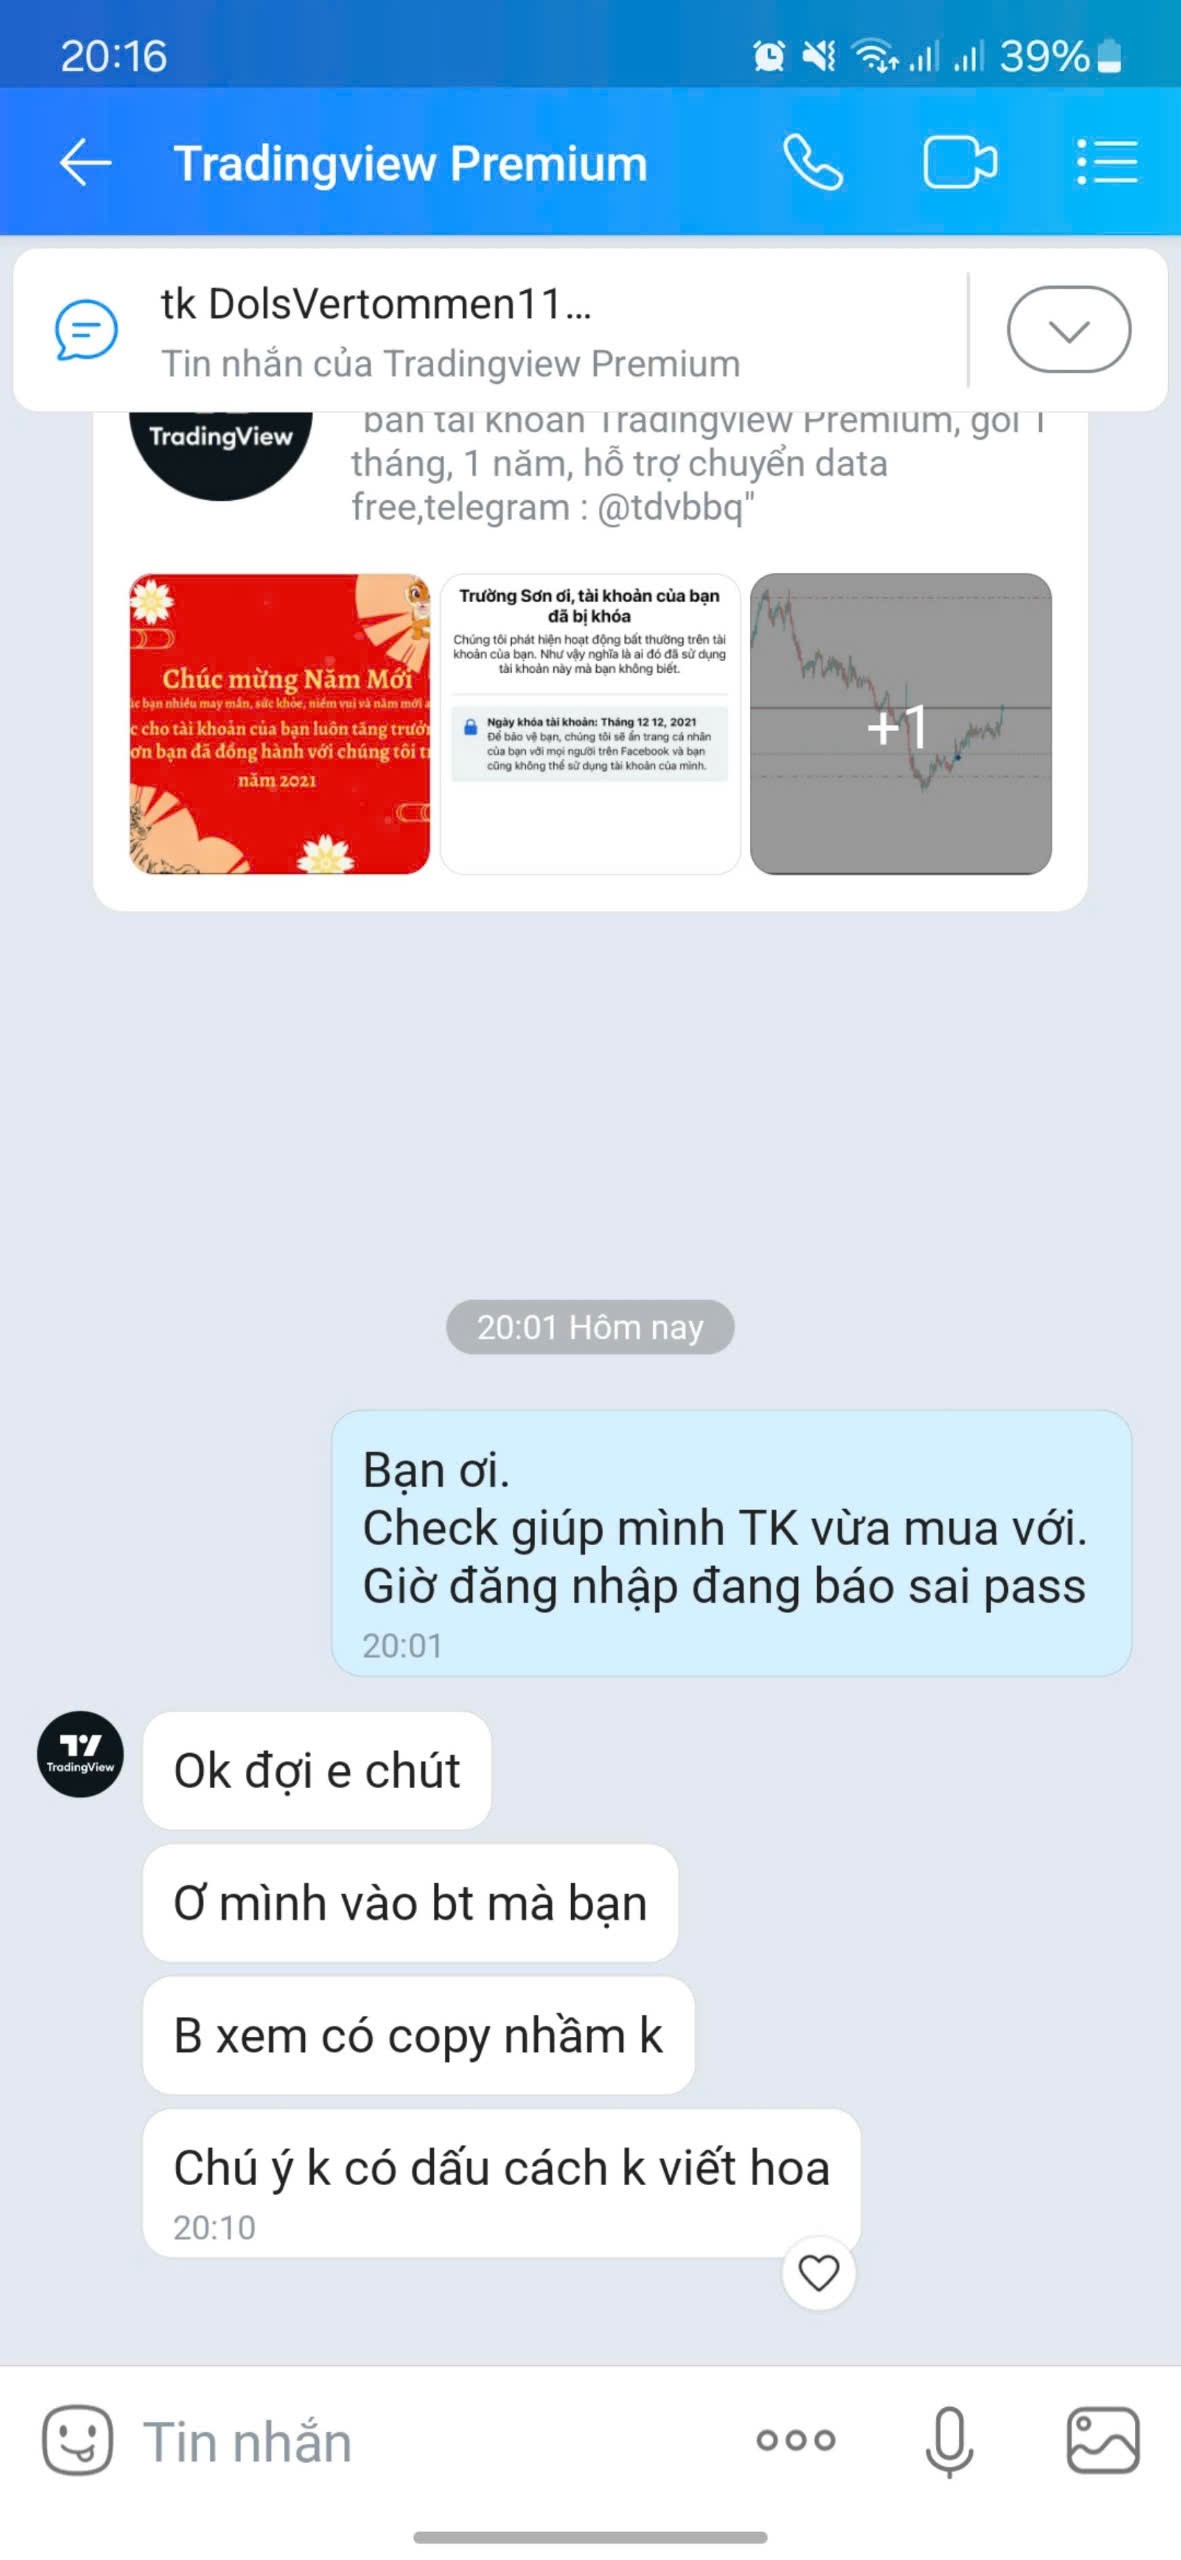 20:16
39%
Tradingview Premium
tk DolsVertommen11...
Tin nhắn của Tradingview Premium
TradingView
bán tài khoản Tradingview Premium, gói 1
tháng, 1 năm, hỗ trợ chuyển data
free,telegram : @tdvbbq"
Chúc mừng Năm Mới
úc bạn nhiều may mắn, sức khỏe, niềm vui và năm mới a
c cho tài khoản của bạn luôn tăng trưở
ơn bạn đã đồng hành với chúng tôi t
năm 2021
Trường Sơn ơi, tài khoản của bạn
đã bị khóa
Chúng tôi phát hiện hoạt động bất thường trên tài
khoản của bạn. Như vậy nghĩa là ai đó đã sử dụng
tài khoản này mà bạn không biết.
Ngày khóa tài khoản: Tháng 12 12, 2021
Để bảo vệ bạn, chúng tôi sẽ ẩn trang cá nhân
của bạn với mọi người trên Facebook và bạn
cũng không thể sử dụng tài khoản của mình.
+1
20:01 Hôm nay
Bạn ơi.
Check giúp mình TK vừa mua với.
Giờ đăng nhập đang báo sai pass
20:01
TradingView
Ok đợi e chút
Ơ mình vào bt mà bạn
B xem có copy nhầm k
Chú ý k có dấu cách k viết hoa
20:10
Tin nhắn